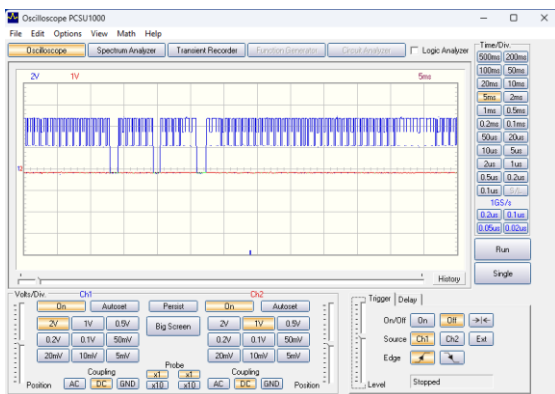 Oscilloscope PCSU1000
File Edit Options View Math Help
Oscilloscope Spectrum Analyzer Transient Recorder Function Generator Circuit Analyzer Logic Analyzer
Time/Div.
500ms 200ms
100ms 50ms
20ms 10ms
5ms 2ms
1ms 0.5ms
0.2ms 0.1ms
50us 20us
10us 5us
2us 1us
0.5us 0.2us
0.1us
1GS/s
0.2us 0.1us
0.05us 0.02us
Run
Single
2V 1V 5ms
History
Volts/Div. Ch1 Ch2
On Autoset Persist On Autoset
2V 1V 0.5V Big Screen 2V 1V 0.5V
0.2V 0.1V 50mV 0.2V 0.1V 50mV
20mV 10mV 5mV 20mV 10mV 5mV
Coupling Probe Coupling
x1 x1
Position AC DC GND x10 x10 AC DC GND Position
Trigger Delay
On/Off On Off
Source Ch1 Ch2 Ext
Edge
Level Stopped